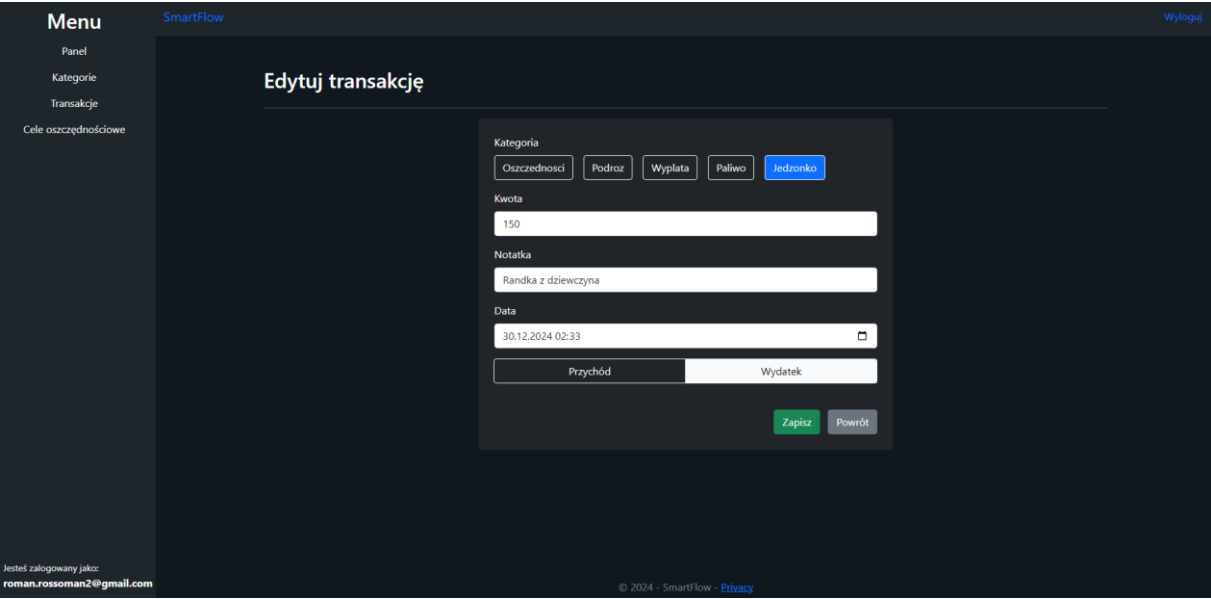 Menu
Panel
Kategorie
Transakcje
Cele oszczędnościowe
Jesteś zalogowany jako:
roman.rossoman2@gmail.com
SmartFlow
Wyloguj
Edytuj transakcję
Kategoria
Oszczednosci Podroz Wyplata Paliwo Jedzonko
Kwota
150
Notatka
Randka z dziewczyna
Data
30.12.2024 02:33
Przychód Wydatek
Zapisz Powrót
© 2024 - SmartFlow - Privacy